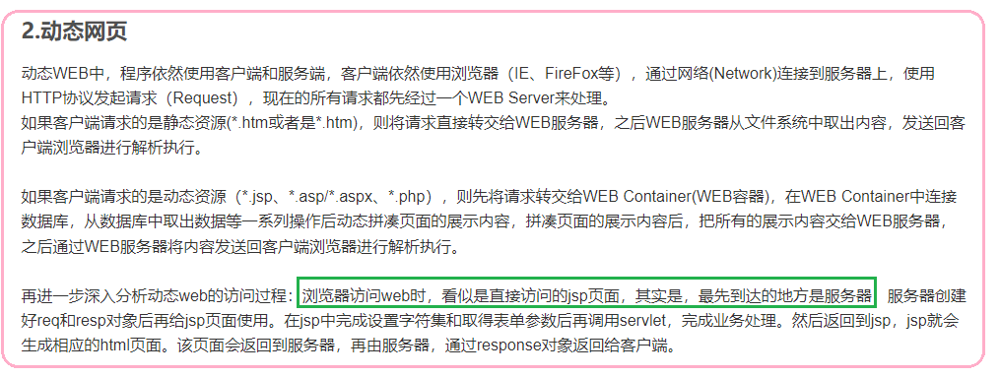 2.动态网页
动态WEB中，程序依然使用客户端和服务端，客户端依然使用浏览器（IE、FireFox等），通过网络(Network)连接到服务器上，使用
HTTP协议发起请求（Request），现在的所有请求都先经过一个WEB Server来处理。
如果客户端请求的是静态资源(*.htm或者是*.htm)，则将请求直接转交给WEB服务器，之后WEB服务器从文件系统中取出内容，发送回客
户端浏览器进行解析执行。
如果客户端请求的是动态资源（*.jsp、*.asp/*.aspx、*.php），则先将请求转交给WEB Container(WEB容器)，在WEB Container中连接
数据库，从数据库中取出数据等一系列操作后动态拼凑页面的展示内容，拼凑页面的展示内容后，把所有的展示内容交给WEB服务器，
之后通过WEB服务器将内容发送回客户端浏览器进行解析执行。
再进一步深入分析动态web的访问过程：浏览器访问web时，看似是直接访问的jsp页面，其实是，最先到达的地方是服务器 服务器创建
好req和resp对象后再给jsp页面使用。在jsp中完成设置字符集和取得表单参数后再调用servlet，完成业务处理。然后返回到jsp，jsp就会
生成相应的html页面。该页面会返回到服务器，再由服务器，通过response对象返回给客户端。